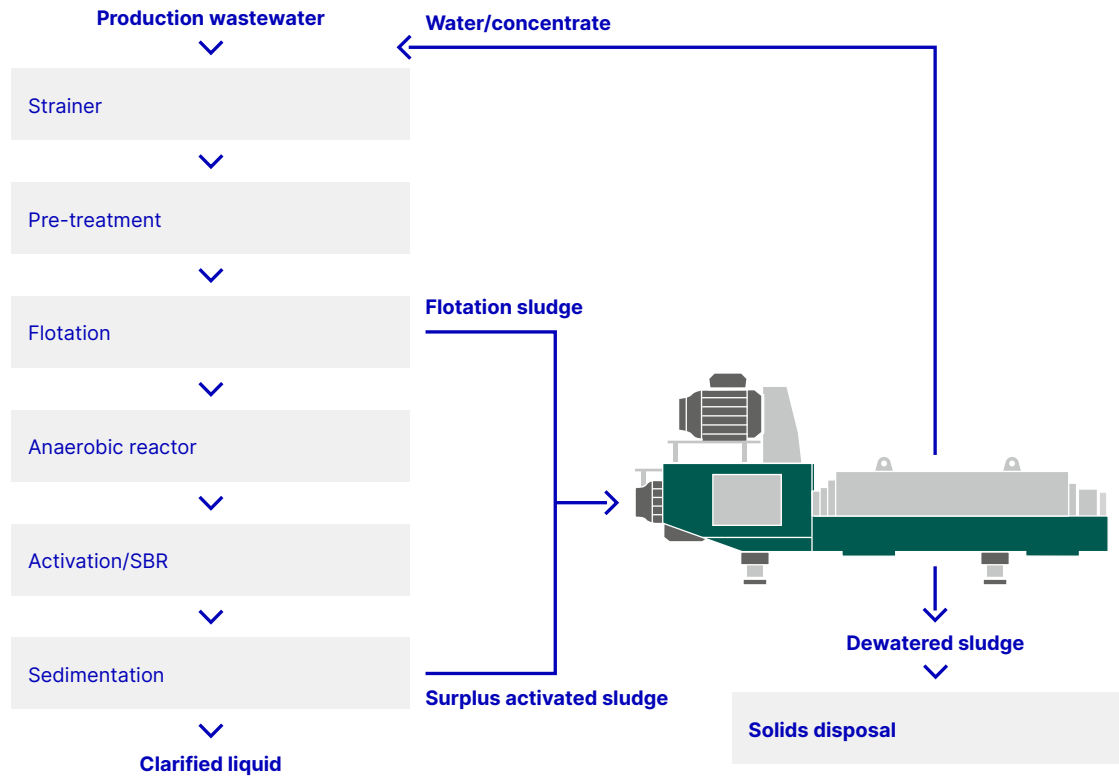 Production wastewater
Water/concentrate
Strainer
Pre-treatment
Flotation
Flotation sludge
Anaerobic reactor
Activation/SBR
Sedimentation
Surplus activated sludge
Clarified liquid
Dewatered sludge
Solids disposal